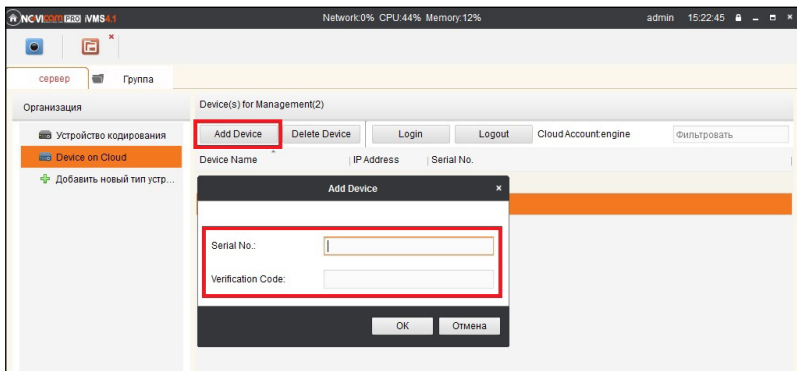 NOVIcam PRO iVMS4.1 Network:0% CPU:44% Memory:12% admin 15:22:45
сервер Группа
Организация Device(s) for Management(2)
Устройство кодирования Add Device Delete Device Login Logout Cloud Account:engine Фильтровать
Device on Cloud Device Name IP Address Serial No.
Добавить новый тип устр...
Add Device
Serial No.:
Verification Code:
OK Отмена